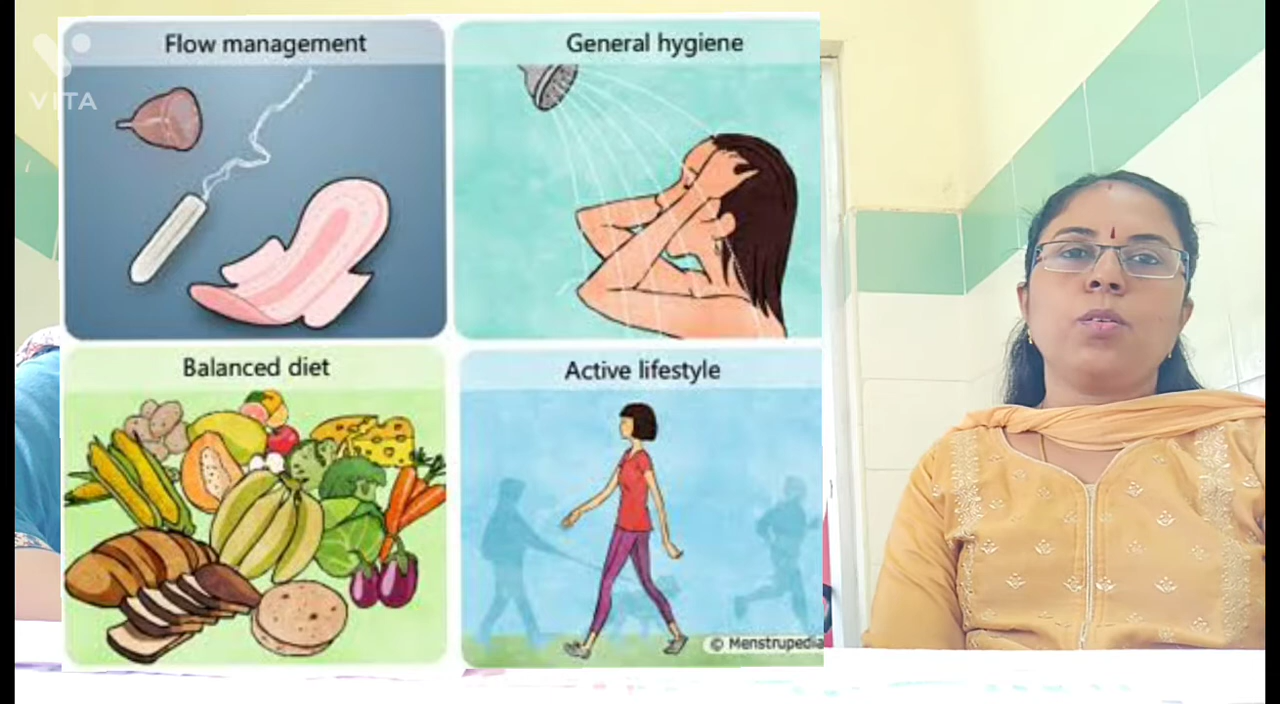 VITA
Flow management
General hygiene
Balanced diet
Active lifestyle
© Menstrupedia